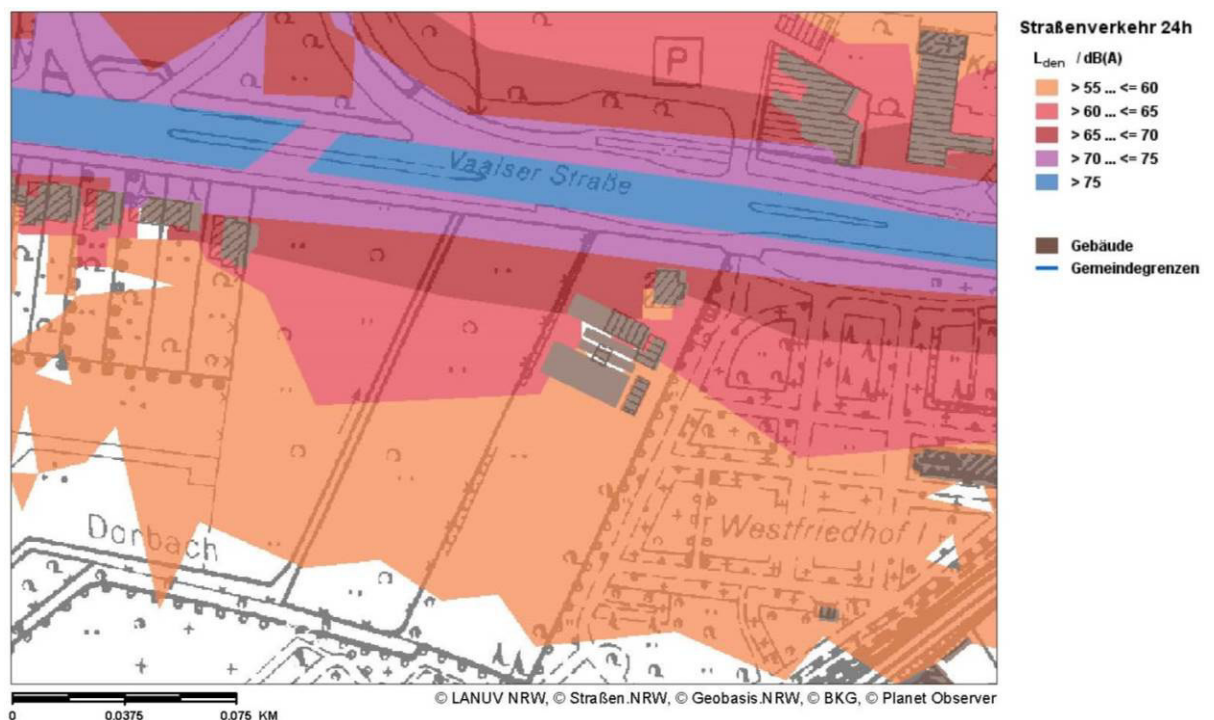 Straßenverkehr 24h
Lden / dB(A)
> 55 ... <= 60
> 60 ... <= 65
> 65 ... <= 70
> 70 ... <= 75
> 75
Gebäude
Gemeindegrenzen
P
Kp
Vaalser Straße
Dorbach
Westfriedhof I
© LANUV NRW, © Straßen.NRW, © Geobasis.NRW, © BKG, © Planet Observer
0 0.0375 0.075 KM